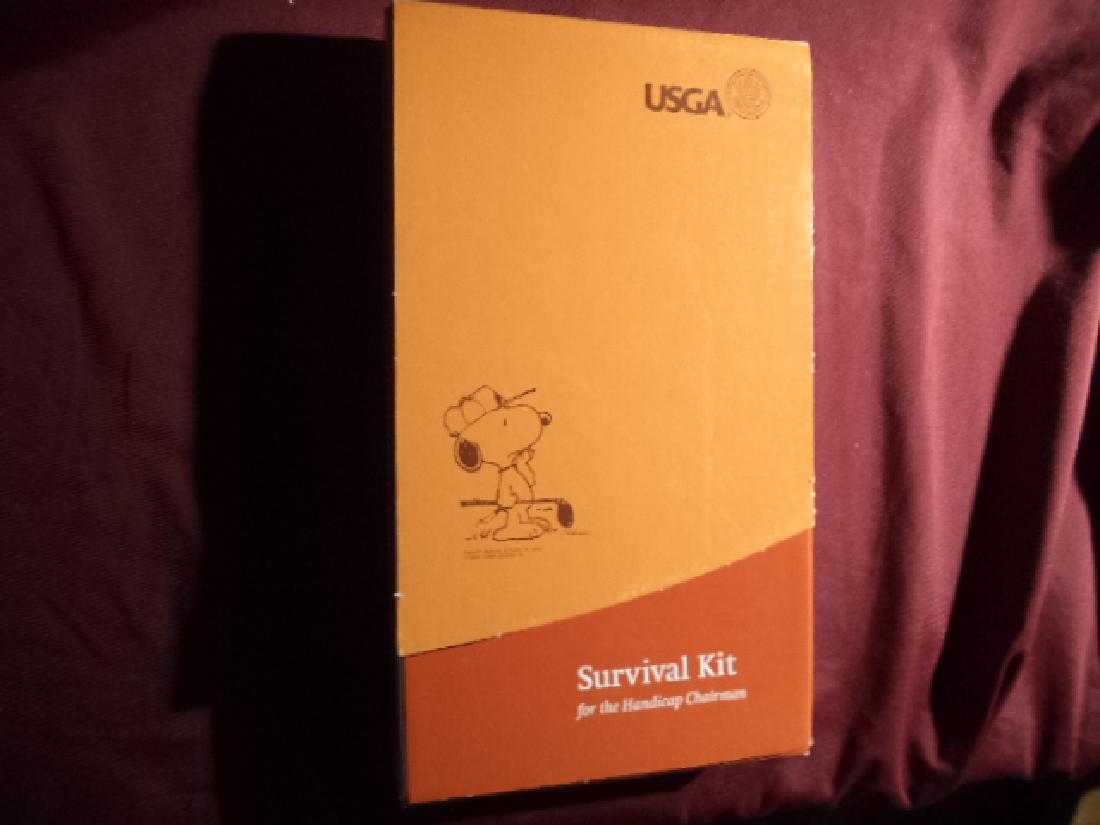 USGA
Survival Kit
for the Handicap Chairman